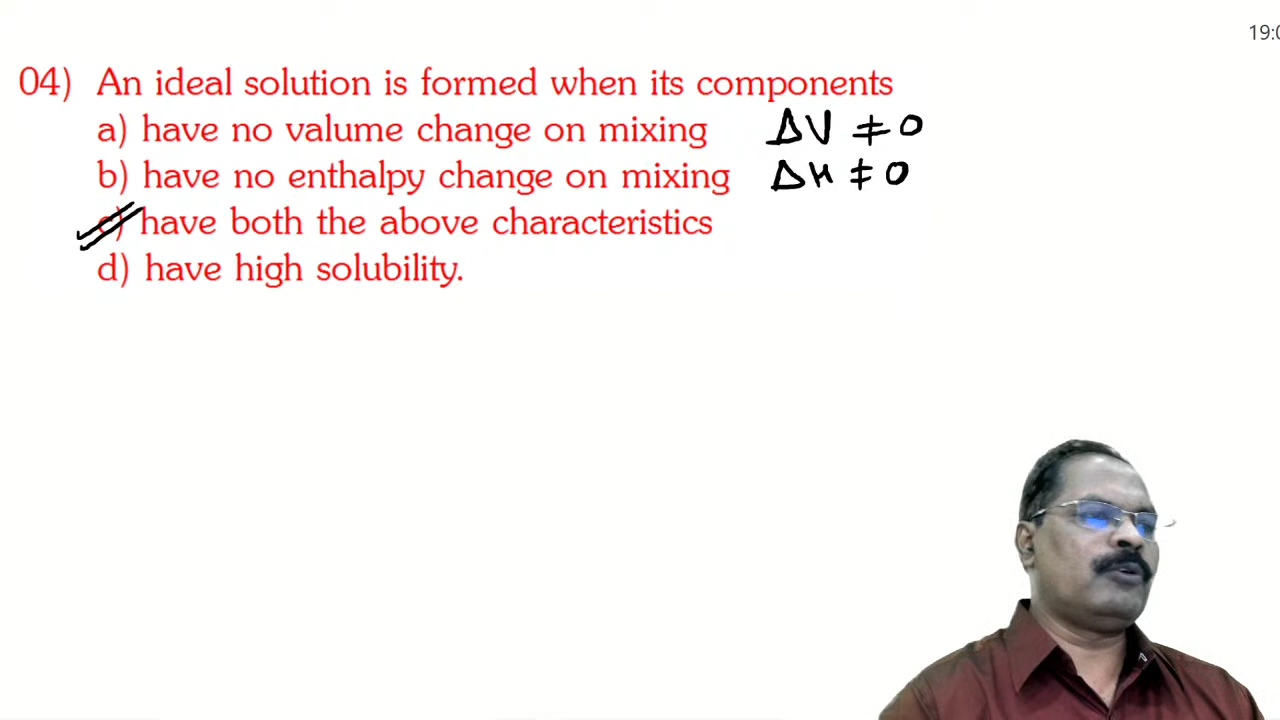 19:0
04) An ideal solution is formed when its components
a) have no valume change on mixing ΔV ≠ 0
b) have no enthalpy change on mixing ΔH ≠ 0
c) have both the above characteristics
d) have high solubility.